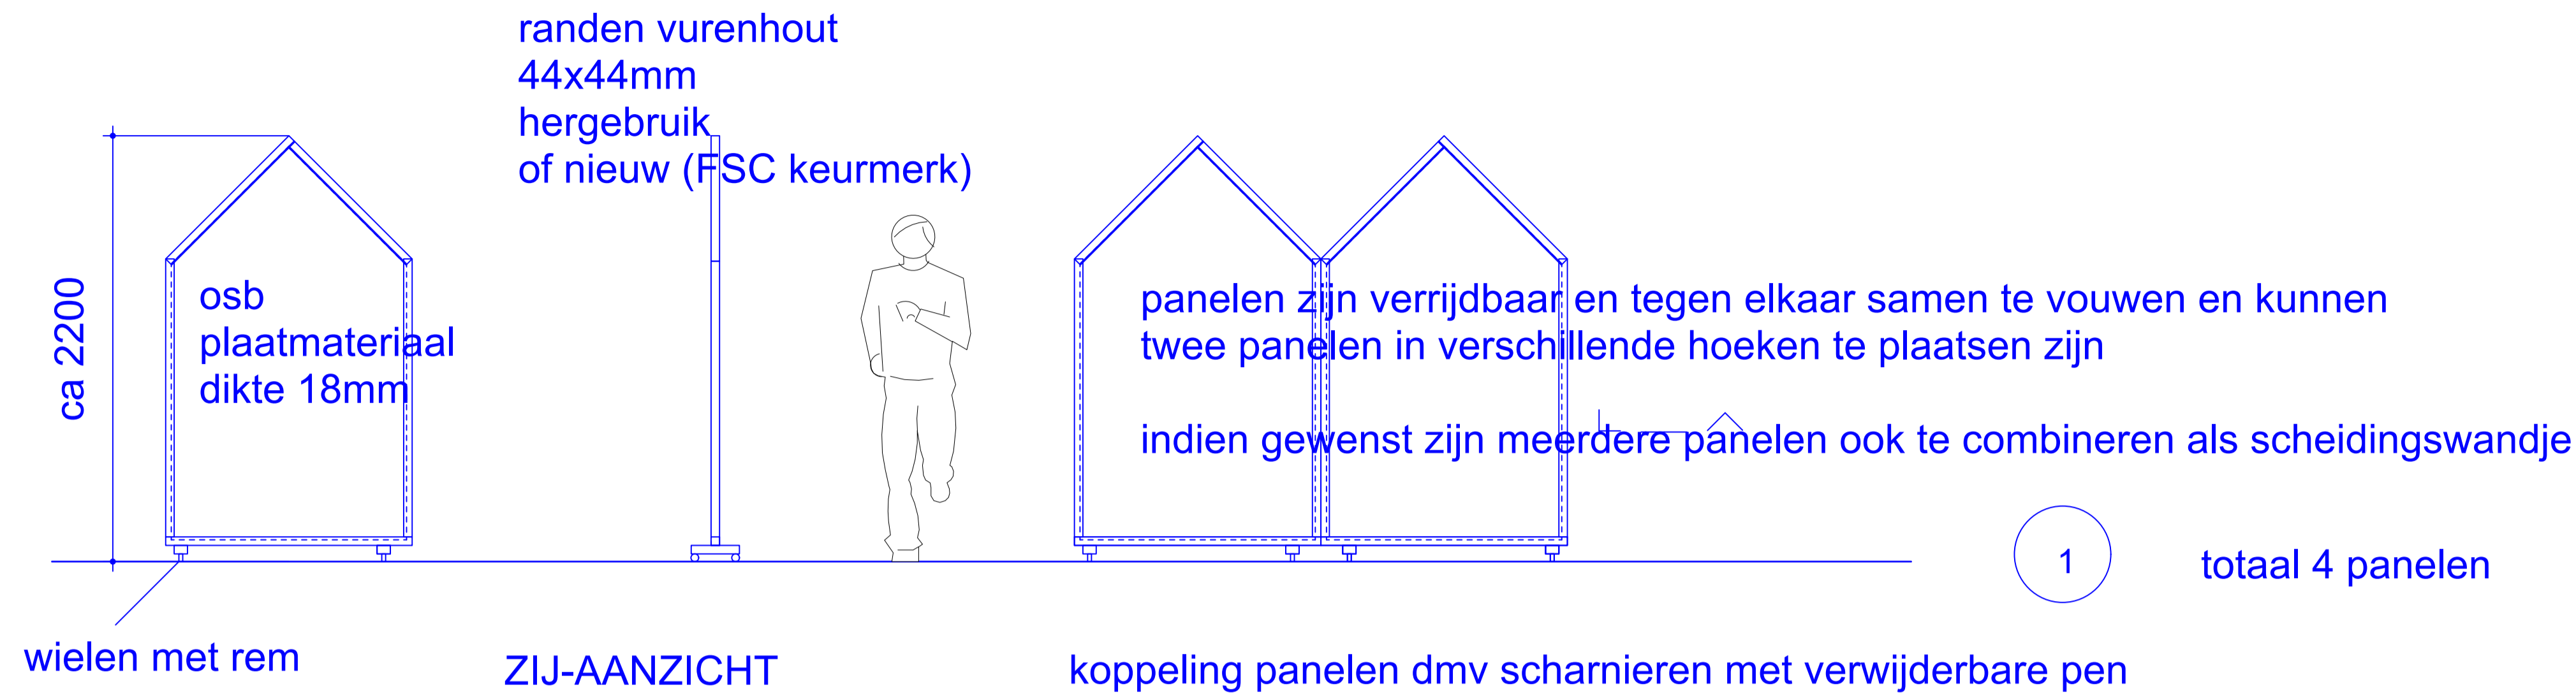 randen vurenhout
44x44mm
hergebruik
of nieuw (FSC keurmerk)
ca 2200
osb
plaatmateriaal
dikte 18mm
panelen zijn verrijdbaar en tegen elkaar samen te vouwen en kunnen
twee panelen in verschillende hoeken te plaatsen zijn
indien gewenst zijn meerdere panelen ook te combineren als scheidingswandje
1
totaal 4 panelen
wielen met rem
ZIJ-AANZICHT
koppeling panelen dmv scharnieren met verwijderbare pen